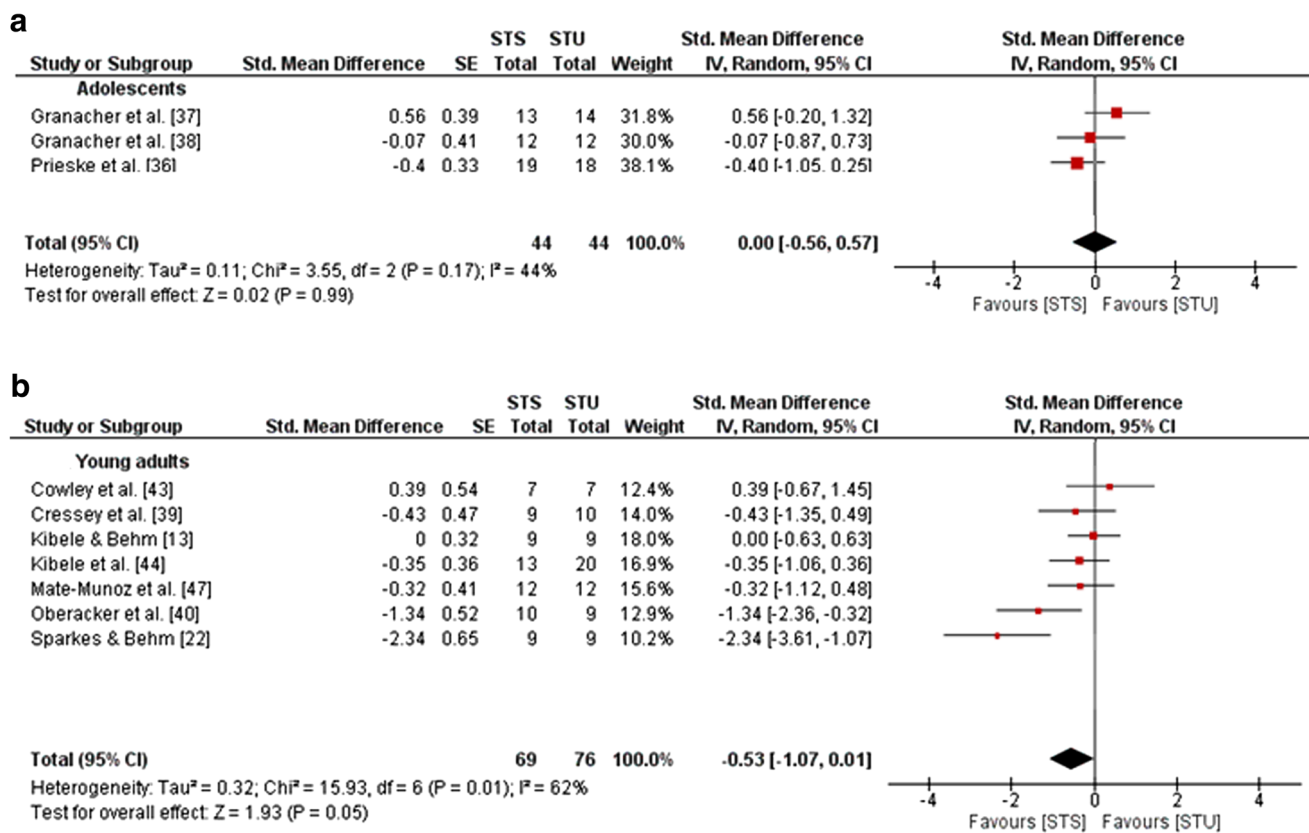 a
STS STU Std. Mean Difference Std. Mean Difference
Study or Subgroup Std. Mean Difference SE Total Total Weight IV, Random, 95% CI IV, Random, 95% CI
Adolescents
Granacher et al. [37] 0.56 0.39 13 14 31.8% 0.56 [-0.20, 1.32]
Granacher et al. [38] -0.07 0.41 12 12 30.0% -0.07 [-0.87, 0.73]
Prieske et al. [36] -0.4 0.33 19 18 38.1% -0.40 [-1.05, 0.25]
Total (95% CI) 44 44 100.0% 0.00 [-0.56, 0.57]
Heterogeneity: Tau² = 0.11; Chi² = 3.55, df = 2 (P = 0.17); I² = 44%
Test for overall effect: Z = 0.02 (P = 0.99)
-4 -2 0 2 4
Favours [STS] Favours [STU]
b
STS STU Std. Mean Difference Std. Mean Difference
Study or Subgroup Std. Mean Difference SE Total Total Weight IV, Random, 95% CI IV, Random, 95% CI
Young adults
Cowley et al. [43] 0.39 0.54 7 7 12.4% 0.39 [-0.67, 1.45]
Cressey et al. [39] -0.43 0.47 9 10 14.0% -0.43 [-1.35, 0.49]
Kibele & Behm [13] 0 0.32 9 9 18.0% 0.00 [-0.63, 0.63]
Kibele et al. [44] -0.35 0.36 13 20 16.9% -0.35 [-1.06, 0.36]
Mate-Munoz et al. [47] -0.32 0.41 12 12 15.6% -0.32 [-1.12, 0.48]
Oberacker et al. [40] -1.34 0.52 10 9 12.9% -1.34 [-2.36, -0.32]
Sparkes & Behm [22] -2.34 0.65 9 9 10.2% -2.34 [-3.61, -1.07]
Total (95% CI) 69 76 100.0% -0.53 [-1.07, 0.01]
Heterogeneity: Tau² = 0.32; Chi² = 15.93, df = 6 (P = 0.01); I² = 62%
Test for overall effect: Z = 1.93 (P = 0.05)
-4 -2 0 2 4
Favours [STS] Favours [STU]